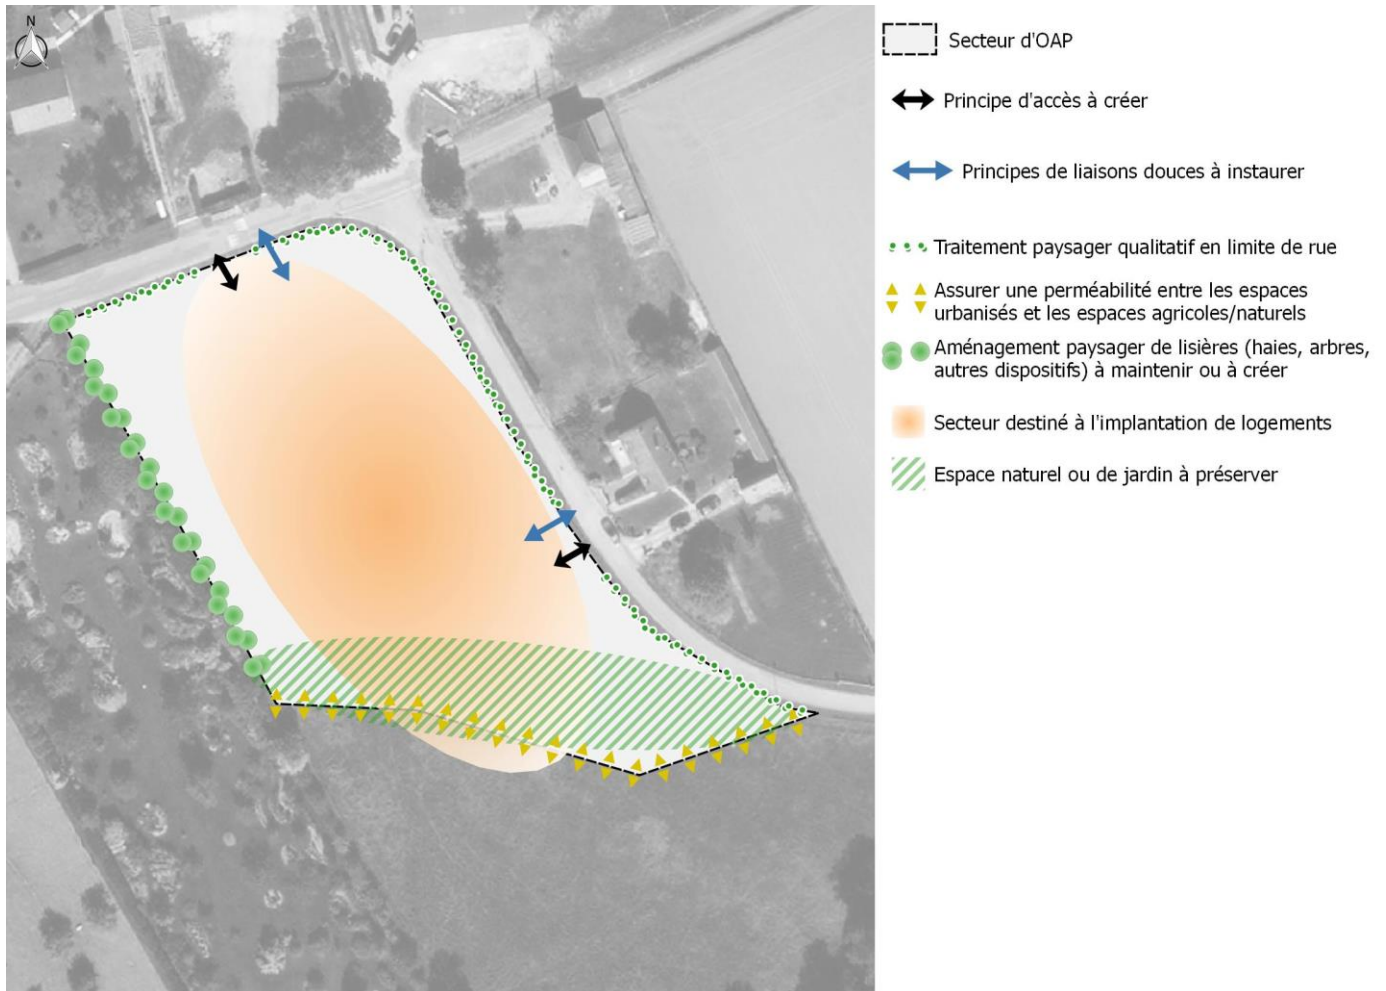 N
Secteur d'OAP
Principe d'accès à créer
Principes de liaisons douces à instaurer
Traitement paysager qualitatif en limite de rue
Assurer une perméabilité entre les espaces
urbanisés et les espaces agricoles/naturels
Aménagement paysager de lisières (haies, arbres,
autres dispositifs) à maintenir ou à créer
Secteur destiné à l'implantation de logements
Espace naturel ou de jardin à préserver